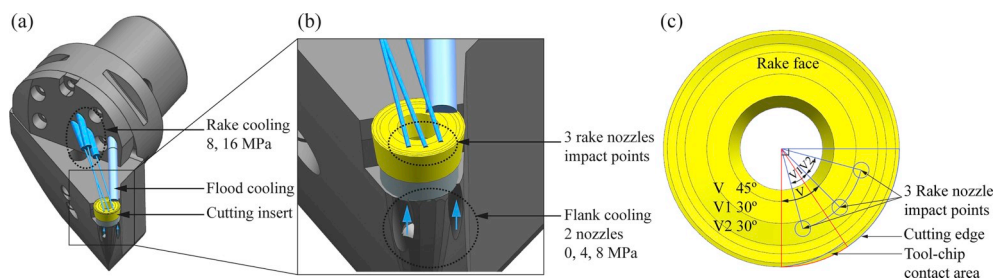 (a)
Rake cooling
8, 16 MPa
Flood cooling
Cutting insert
(b)
3 rake nozzles
impact points
Flank cooling
2 nozzles
0, 4, 8 MPa
(c)
Rake face
V1
V2
V
V 45º
V1 30º
V2 30º
3 Rake nozzle
impact points
Cutting edge
Tool-chip
contact area